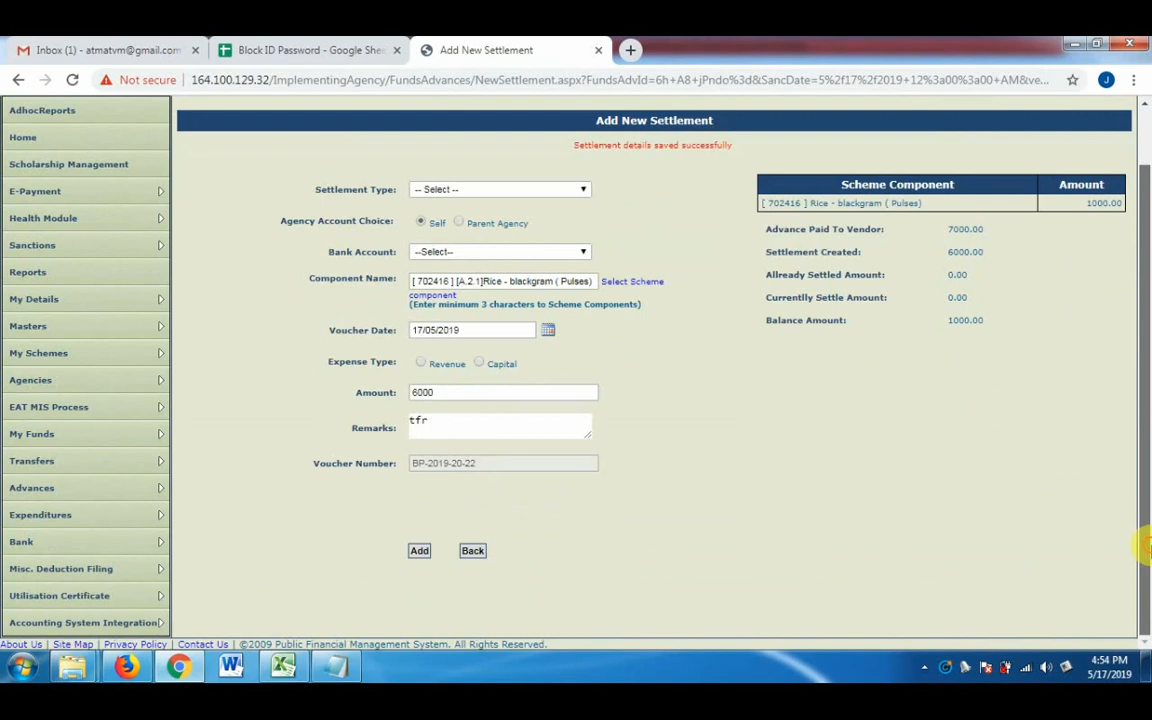 Inbox (1) - atmatvm@gmail.com
Block ID Password - Google She
Add New Settlement
Not secure 164.100.129.32/ImplementingAgency/FundsAdvances/NewSettlement.aspx?FundsAdvId=6h+A8+jPndo%3d&SancDate=5%2f17%2f2019+12%3a00%3a00+AM&ve... J
AdhocReports
Home
Scholarship Management
E-Payment
Health Module
Sanctions
Reports
My Details
Masters
My Schemes
Agencies
EAT MIS Process
My Funds
Transfers
Advances
Expenditures
Bank
Misc. Deduction Filing
Utilisation Certificate
Accounting System Integration
Add New Settlement
Settlement details saved successfully
Settlement Type: -- Select --
Agency Account Choice: Self Parent Agency
Bank Account: --Select--
Component Name: [ 702416 ] [A.2.1]Rice - blackgram ( Pulses) Select Scheme
component
(Enter minimum 3 characters to Scheme Components)
Voucher Date: 17/05/2019
Expense Type: Revenue Capital
Amount: 6000
Remarks: tfr
Voucher Number: BP-2019-20-22
Add Back
Scheme Component Amount
[ 702416 ] Rice - blackgram ( Pulses) 1000.00
Advance Paid To Vendor: 7000.00
Settlement Created: 6000.00
Allready Settled Amount: 0.00
Currentlly Settle Amount: 0.00
Balance Amount: 1000.00
About Us | Site Map | Privacy Policy | Contact Us | ©2009 Public Financial Management System. All Rights Reserved.
4:54 PM
5/17/2019